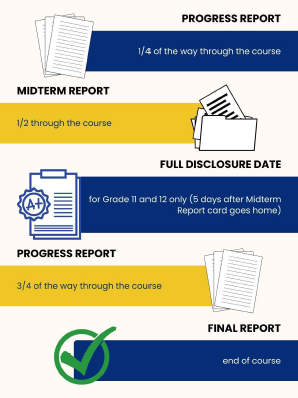 PROGRESS REPORT
1/4 of the way through the course
MIDTERM REPORT
1/2 through the course
FULL DISCLOSURE DATE
A+
for Grade 11 and 12 only (5 days after Midterm
Report card goes home)
PROGRESS REPORT
3/4 of the way through the course
FINAL REPORT
end of course